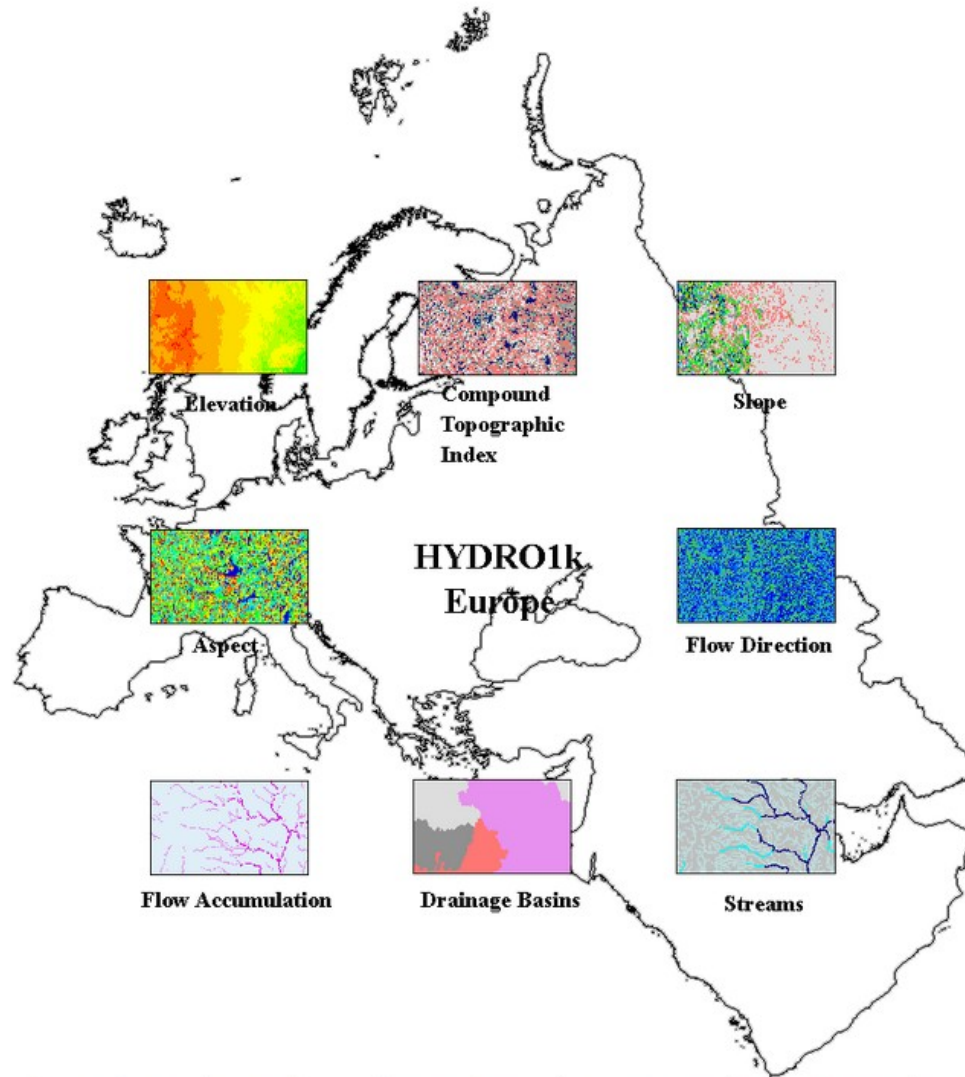 Elevation
Compound
Topographic
Index
Slope
HYDRO1k
Europe
Aspect
Flow Direction
Flow Accumulation
Drainage Basins
Streams